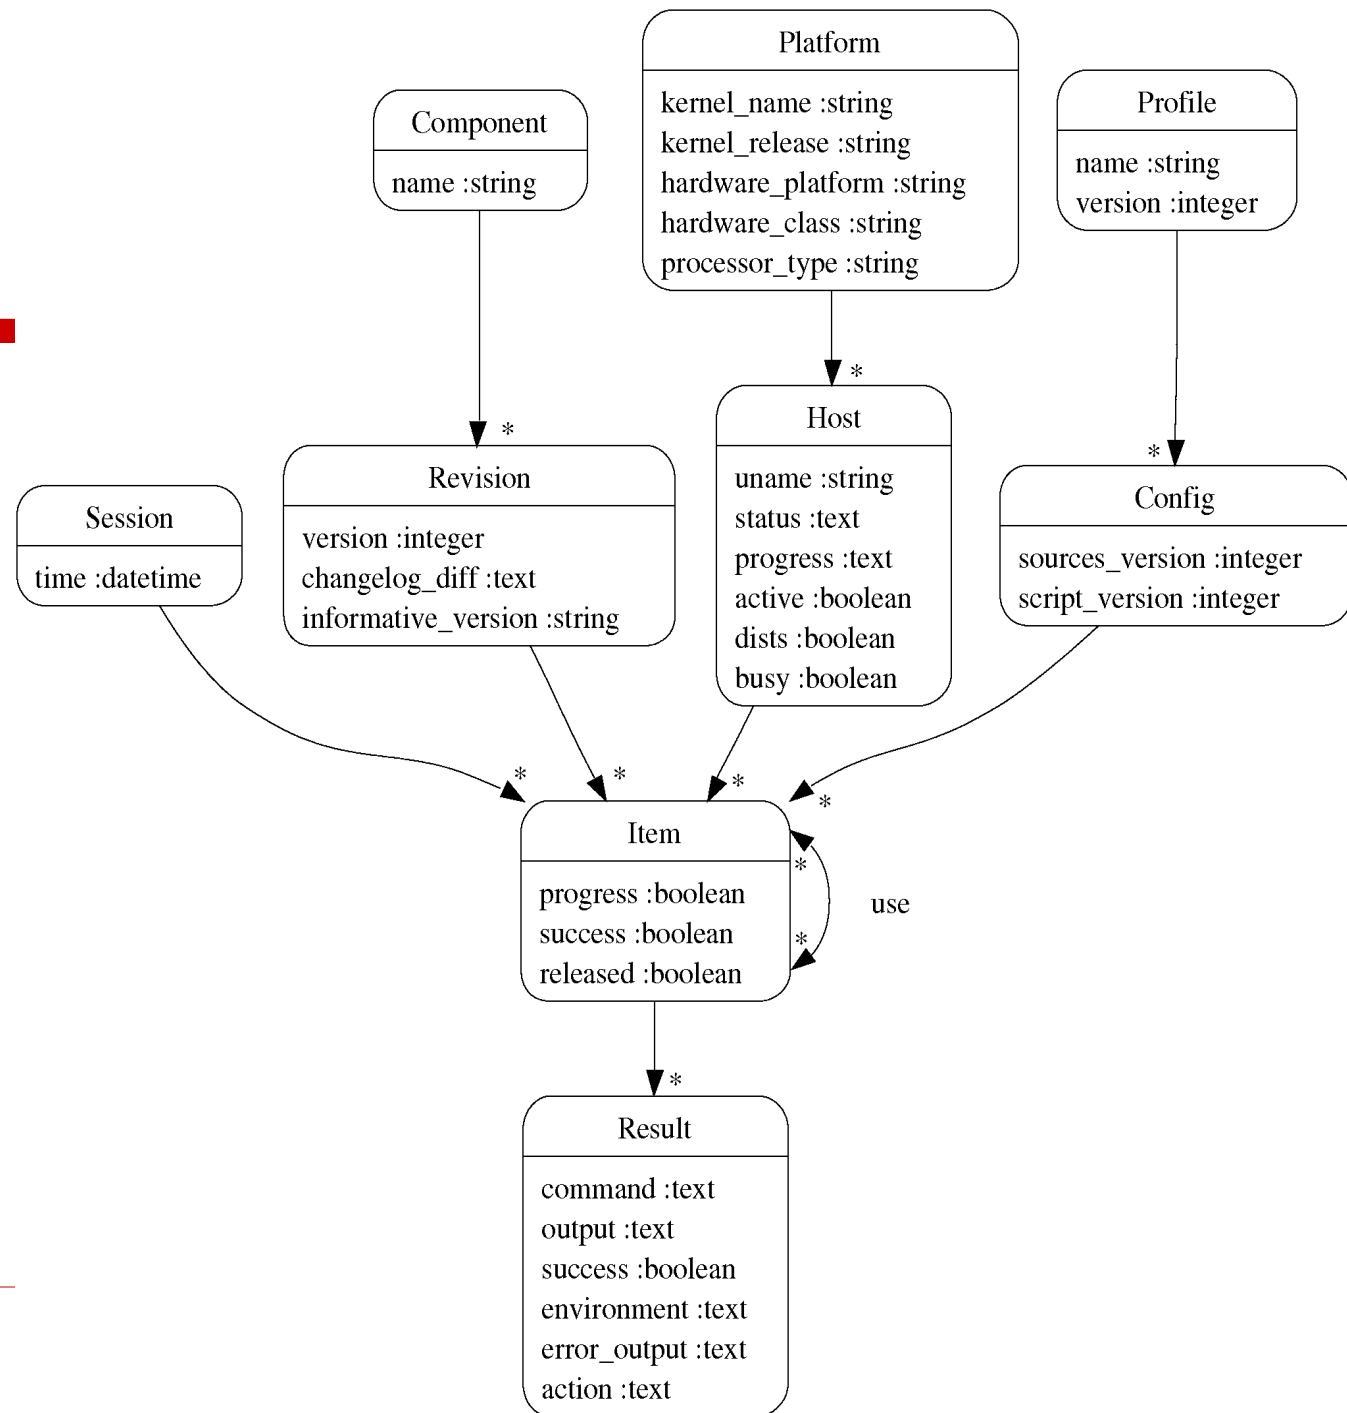 Platform
kernel_name :string
kernel_release :string
hardware_platform :string
hardware_class :string
processor_type :string
Profile
name :string
version :integer
Component
name :string
*
*
*
Host
uname :string
status :text
progress :text
active :boolean
dists :boolean
busy :boolean
Revision
version :integer
changelog_diff :text
informative_version :string
Config
sources_version :integer
script_version :integer
Session
time :datetime
*
*
*
*
Item
progress :boolean
success :boolean
released :boolean
*
use
*
*
Result
command :text
output :text
success :boolean
environment :text
error_output :text
action :text